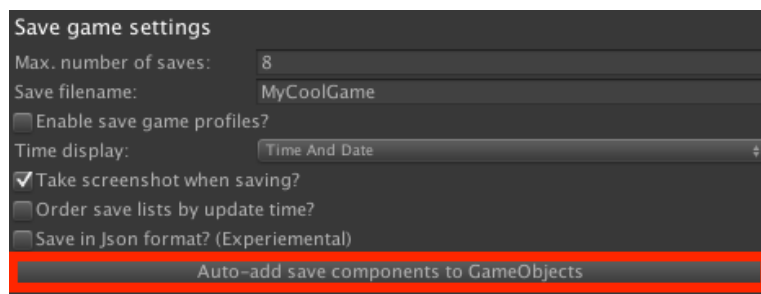 Save game settings
Max. number of saves: 8
Save filename: MyCoolGame
Enable save game profiles?
Time display: Time And Date
Take screenshot when saving?
Order save lists by update time?
Save in Json format? (Experiemental)
Auto-add save components to GameObjects